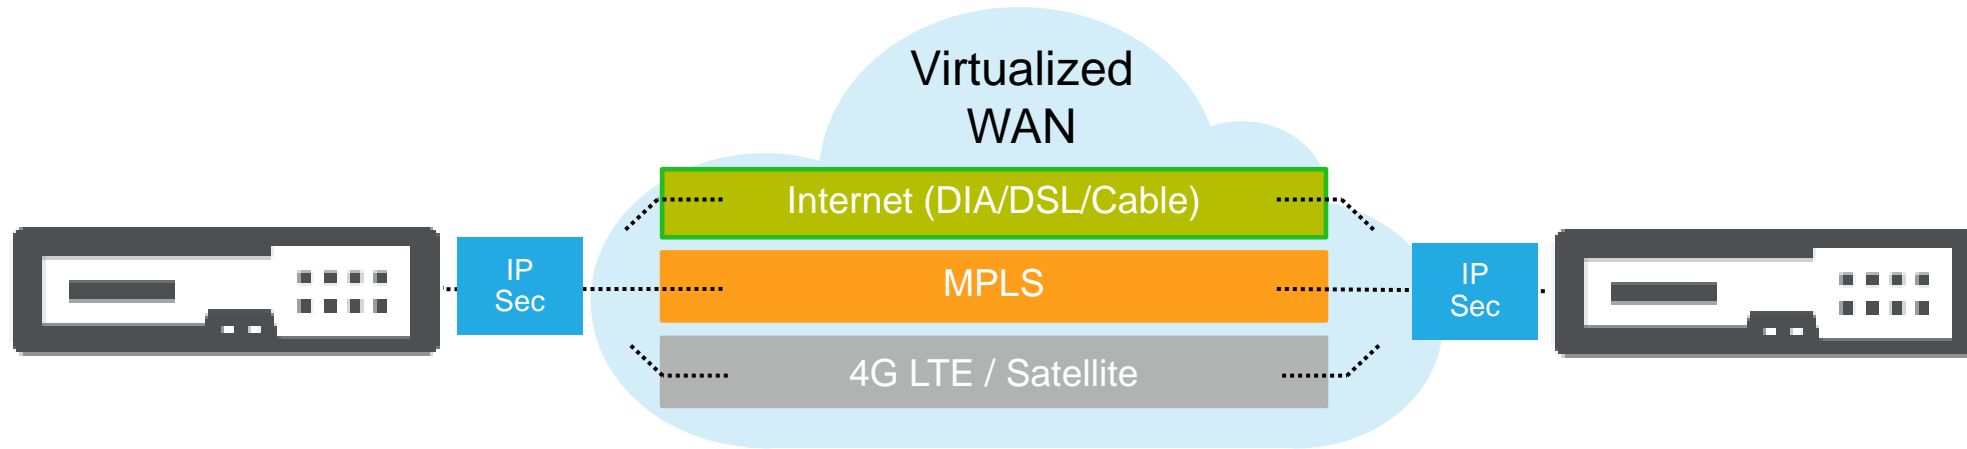 Virtualized
WAN
Internet (DIA/DSL/Cable)
IP
Sec
MPLS
IP
Sec
4G LTE / Satellite